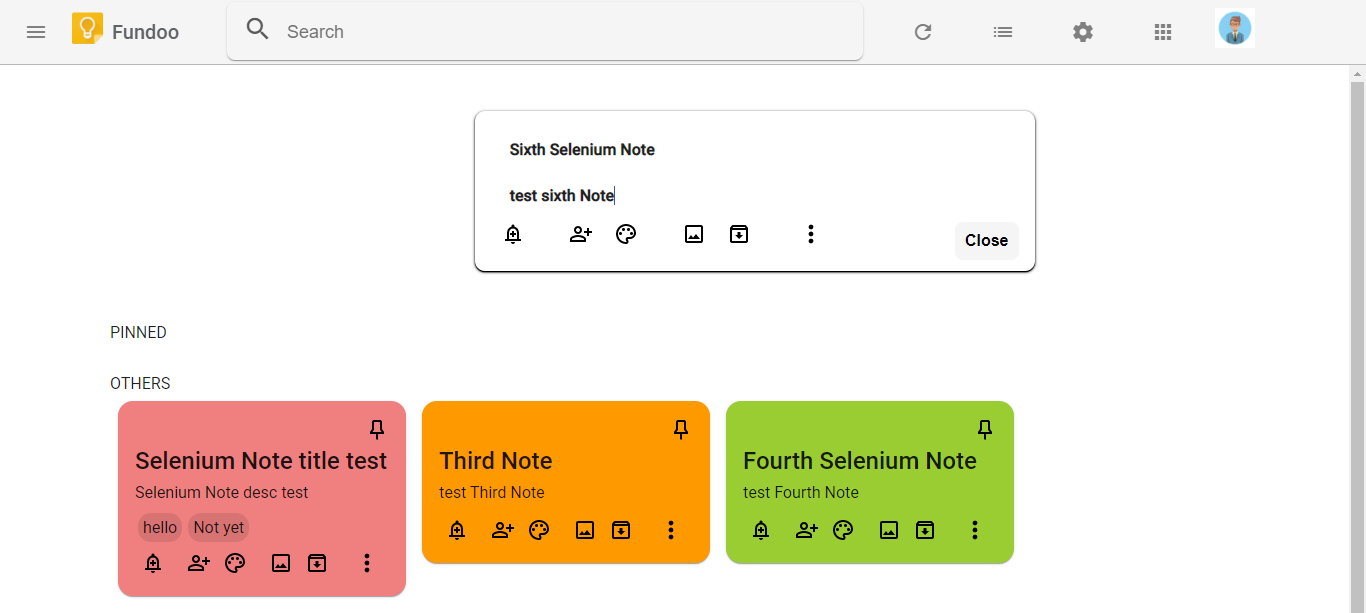 Fundoo
Search
Sixth Selenium Note
test sixth Note
Close
PINNED
OTHERS
Selenium Note title test
Selenium Note desc test
hello Not yet
Third Note
test Third Note
Fourth Selenium Note
test Fourth Note